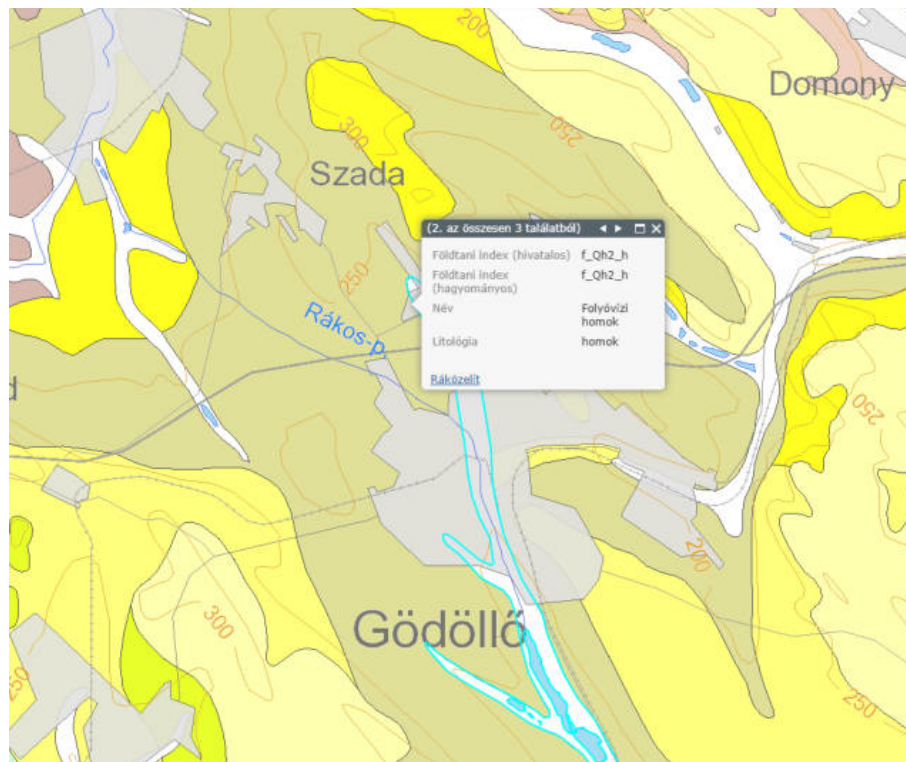 200
Domony
300
250
Szada
250
250
(2. az összesen 3 találatból)
Földtani index (hivatalos) f_Qh2_h
Földtani index (hagyományos) f_Qh2_h
Név Folyóvízi homok
Litológia homok
Ráközelít
Rákos-p.
d
250
200
300
Gödöllő
250
250